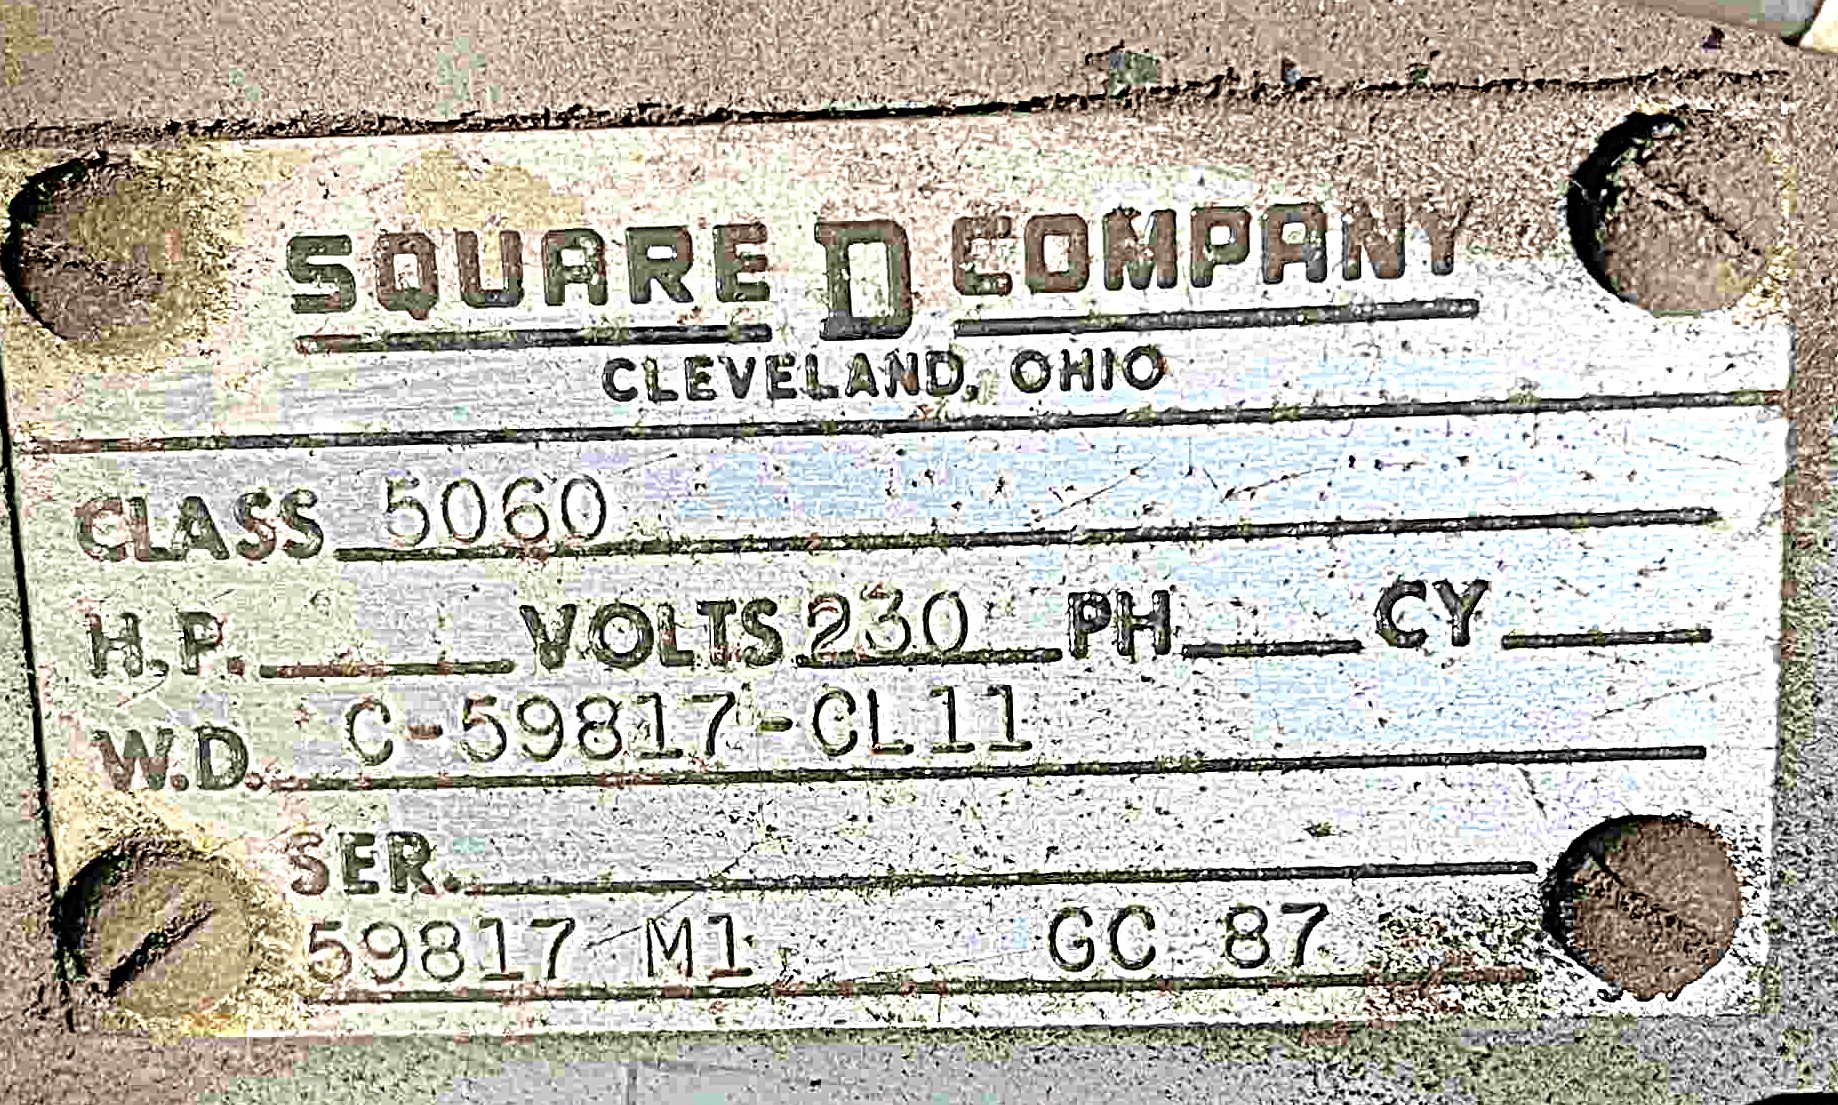 SQUARE D COMPANY
CLEVELAND, OHIO
CLASS 5060
H.P. VOLTS 230 PH CY
W.D. C-59817-CL11
SER.
59817 M1 GC 87